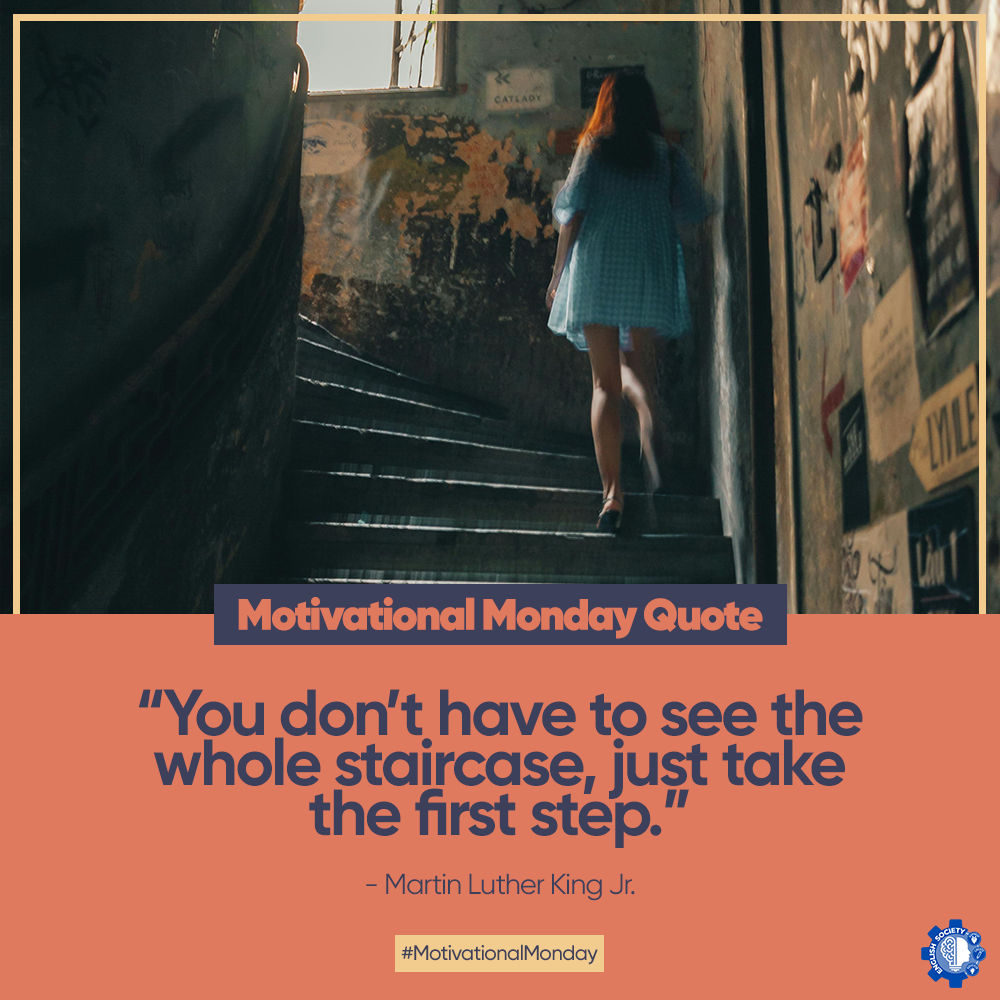 CATLADY
LYNLE
Motivational Monday Quote
“You don’t have to see the
whole staircase, just take
the first step.”
- Martin Luther King Jr.
#MotivationalMonday
ENGLISH SOCIETY